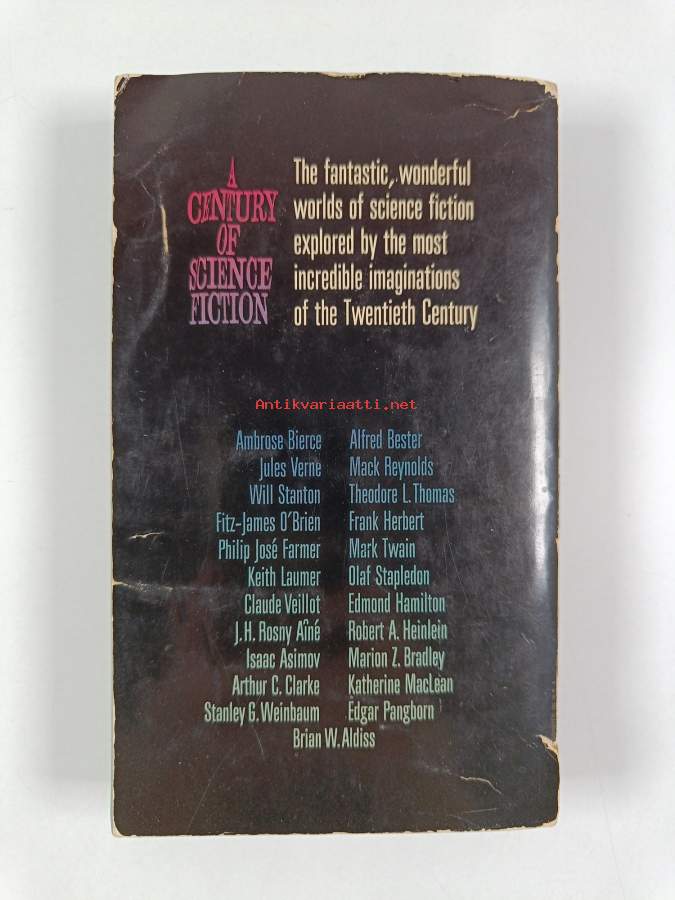 A
CENTURY
OF
SCIENCE
FICTION
The fantastic, wonderful
worlds of science fiction
explored by the most
incredible imaginations
of the Twentieth Century
Antikvariaatti.net
Ambrose Bierce
Jules Verne
Will Stanton
Fitz-James O'Brien
Philip José Farmer
Keith Laumer
Claude Veillot
J.H. Rosny Aîné
Isaac Asimov
Arthur C. Clarke
Stanley G. Weinbaum
Alfred Bester
Mack Reynolds
Theodore L. Thomas
Frank Herbert
Mark Twain
Olaf Stapledon
Edmond Hamilton
Robert A. Heinlein
Marion Z. Bradley
Katherine MacLean
Edgar Pangborn
Brian W. Aldiss